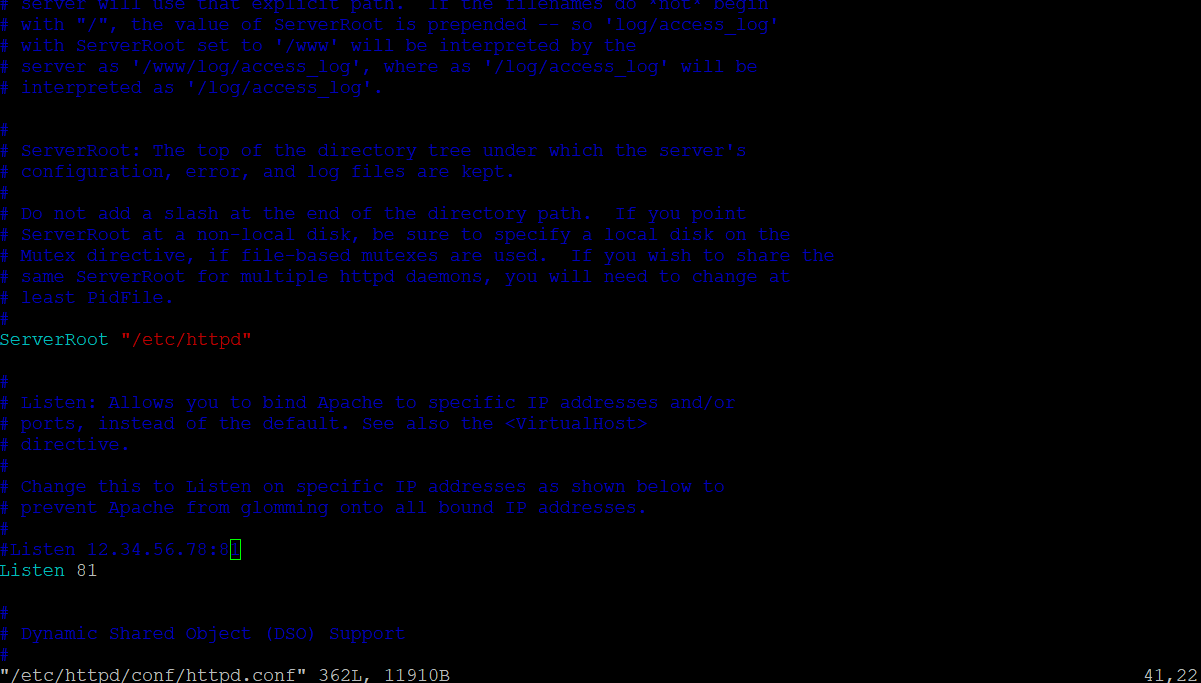 # server will use that explicit path.  If the filenames do *not* begin
# with "/", the value of ServerRoot is prepended -- so 'log/access_log'
# with ServerRoot set to '/www' will be interpreted by the
# server as '/www/log/access_log', where as '/log/access_log' will be
# interpreted as '/log/access_log'.

#
# ServerRoot: The top of the directory tree under which the server's
# configuration, error, and log files are kept.
#
# Do not add a slash at the end of the directory path.  If you point
# ServerRoot at a non-local disk, be sure to specify a local disk on the
# Mutex directive, if file-based mutexes are used.  If you wish to share the
# same ServerRoot for multiple httpd daemons, you will need to change at
# least PidFile.
#
ServerRoot "/etc/httpd"

#
# Listen: Allows you to bind Apache to specific IP addresses and/or
# ports, instead of the default. See also the <VirtualHost>
# directive.
#
# Change this to Listen on specific IP addresses as shown below to
# prevent Apache from glomming onto all bound IP addresses.
#
#Listen 12.34.56.78:81
Listen 81

#
# Dynamic Shared Object (DSO) Support
#
"/etc/httpd/conf/httpd.conf" 362L, 11910B 41,22